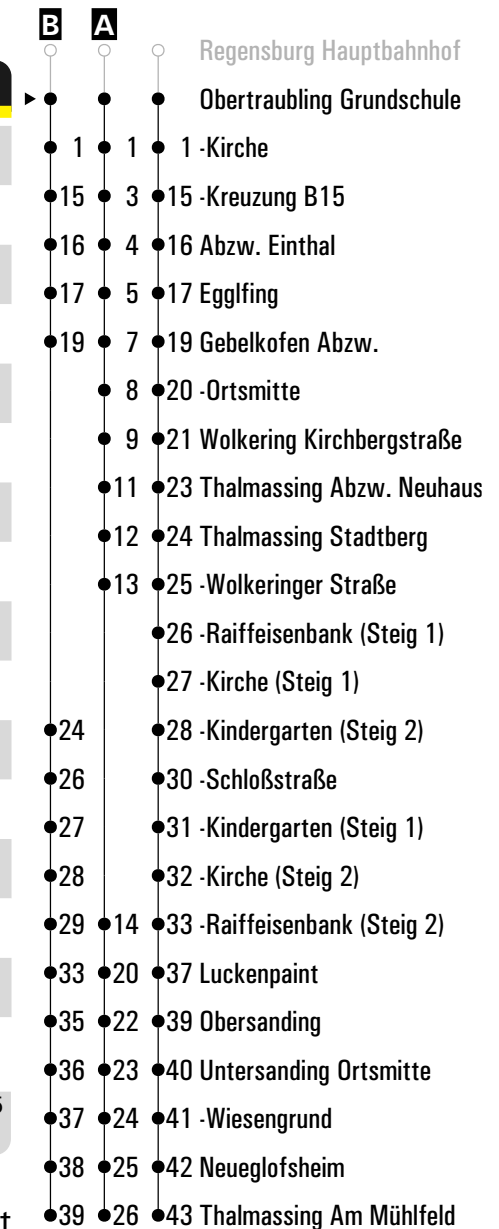 B A
Regensburg Hauptbahnhof
Obertraubling Grundschule
1 1 1 -Kirche
15 3 15 -Kreuzung B15
16 4 16 Abzw. Einthal
17 5 17 Egglfing
19 7 19 Gebelkofen Abzw.
8 20 -Ortsmitte
9 21 Wolkering Kirchbergstraße
11 23 Thalmassing Abzw. Neuhaus
12 24 Thalmassing Stadtberg
13 25 -Wolkeringer Straße
26 -Raiffeisenbank (Steig 1)
27 -Kirche (Steig 1)
24 28 -Kindergarten (Steig 2)
26 30 -Schloßstraße
27 31 -Kindergarten (Steig 1)
28 32 -Kirche (Steig 2)
29 14 33 -Raiffeisenbank (Steig 2)
33 20 37 Luckenpaint
35 22 39 Obersanding
36 23 40 Untersanding Ortsmitte
37 24 41 -Wiesengrund
38 25 42 Neueglofsheim
39 26 43 Thalmassing Am Mühlfeld